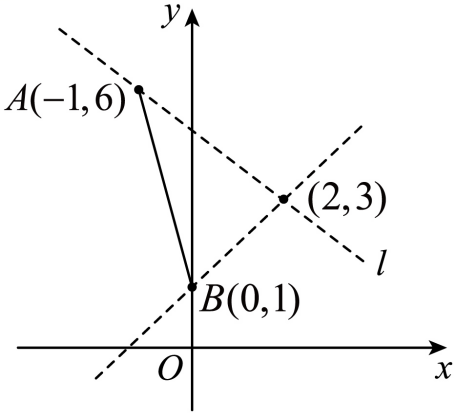 y
A(−1,6)
(2,3)
l
B(0,1)
O
x